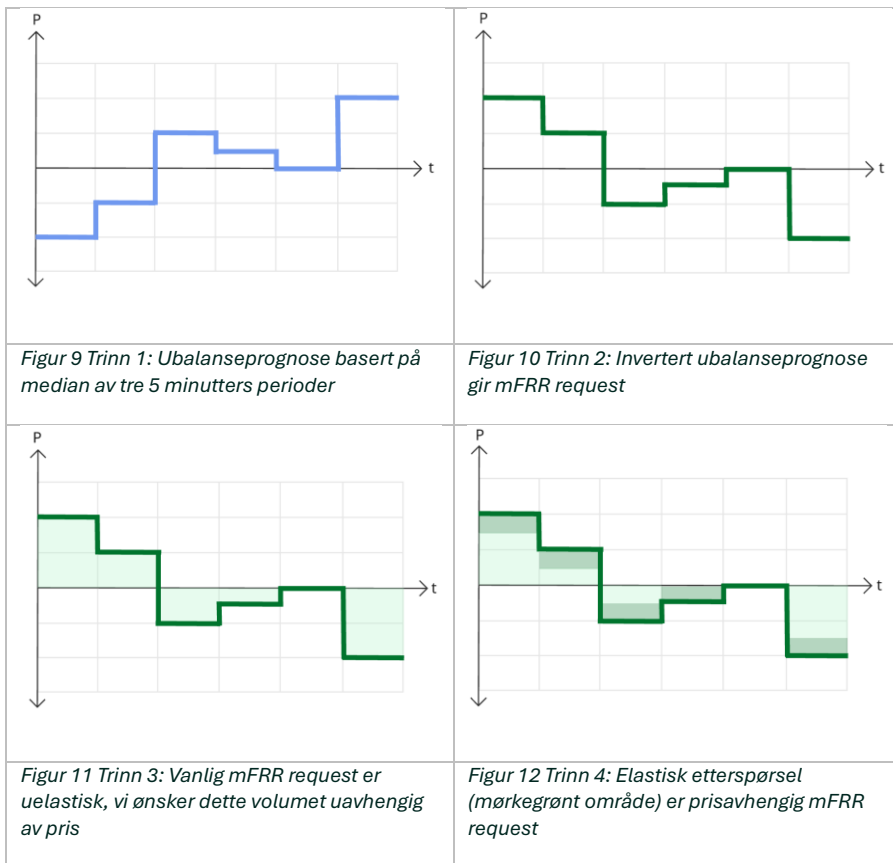 P
t
P
t
Figur 9 Trinn 1: Ubalanseprognose basert på
median av tre 5 minutters perioder
Figur 10 Trinn 2: Invertert ubalanseprognose
gir mFRR request
P
t
P
t
Figur 11 Trinn 3: Vanlig mFRR request er
uelastisk, vi ønsker dette volumet uavhengig
av pris
Figur 12 Trinn 4: Elastisk etterspørsel
(mørkegrønt område) er prisavhengig mFRR
request